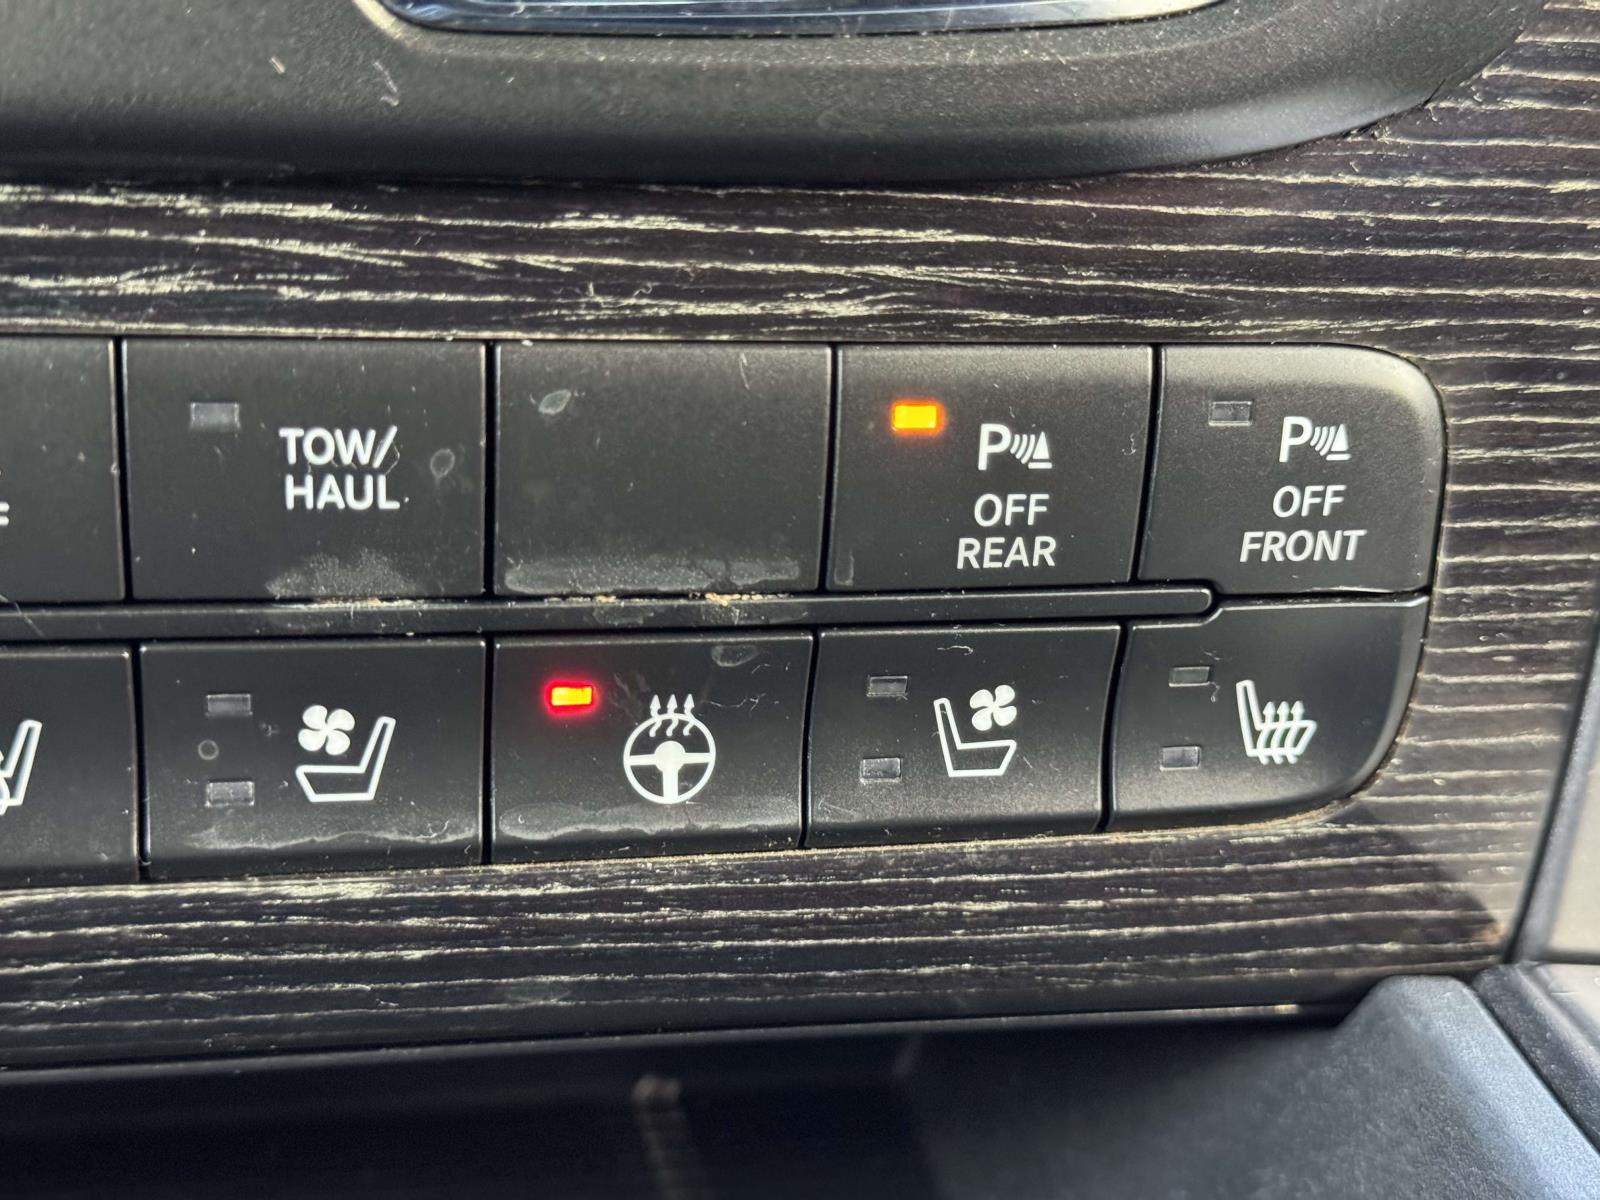 TOW/
HAUL
P
OFF
REAR
P
OFF
FRONT